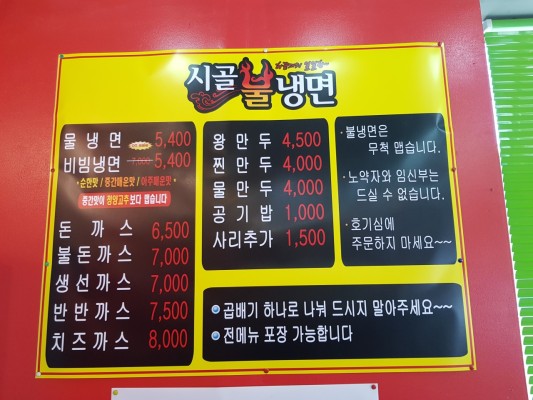 시골불냉면
물냉면 5,400
비빔냉면 7,000 5,400
·순한맛 / 중간매운맛 / 아주매운맛·
중간맛이 청양고추보다 맵습니다
돈까스 6,500
불돈까스 7,000
생선까스 7,000
반반까스 7,500
치즈까스 8,000
왕만두 4,500
찐만두 4,000
물만두 4,000
공기밥 1,000
사리추가 1,500
·불냉면은
무척 맵습니다.
·노약자와 임신부는
드실 수 없습니다.
·호기심에
주문하지 마세요~~
곱배기 하나로 나눠 드시지 말아주세요~~
전메뉴 포장 가능합니다